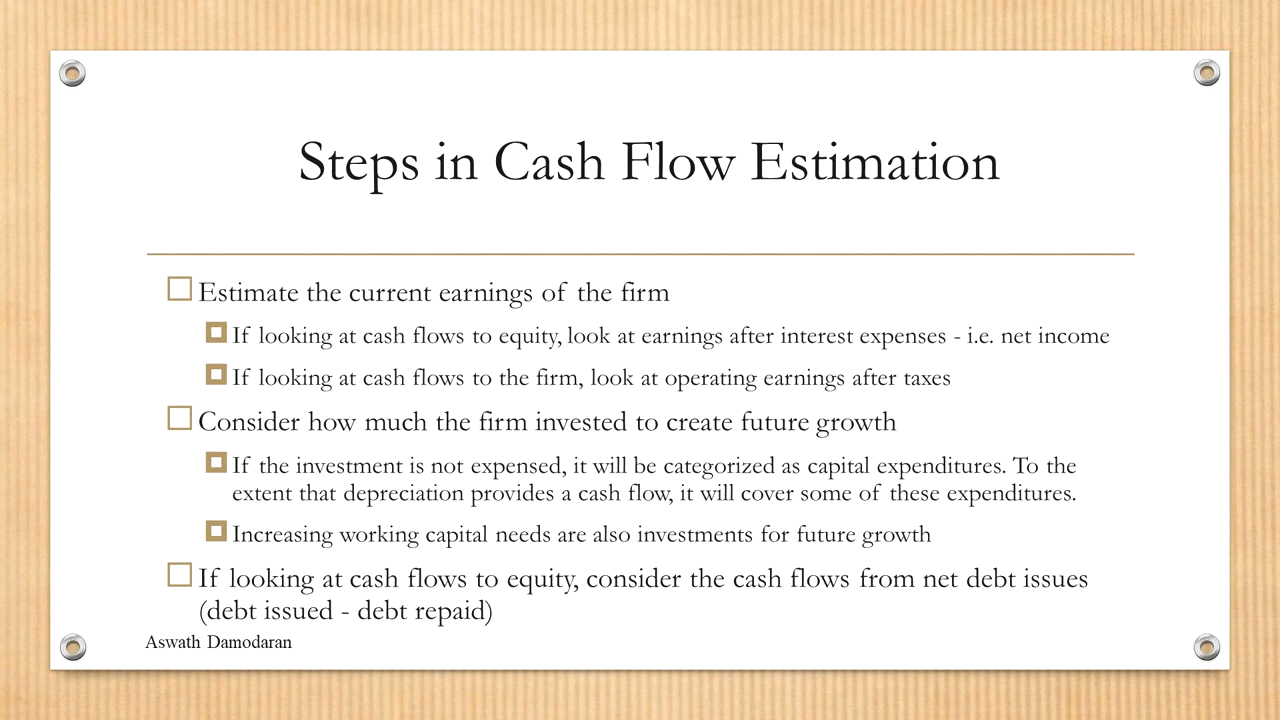 Steps in Cash Flow Estimation
Estimate the current earnings of the firm
If looking at cash flows to equity, look at earnings after interest expenses - i.e. net income
If looking at cash flows to the firm, look at operating earnings after taxes
Consider how much the firm invested to create future growth
If the investment is not expensed, it will be categorized as capital expenditures. To the
extent that depreciation provides a cash flow, it will cover some of these expenditures.
Increasing working capital needs are also investments for future growth
If looking at cash flows to equity, consider the cash flows from net debt issues
(debt issued - debt repaid)
Aswath Damodaran